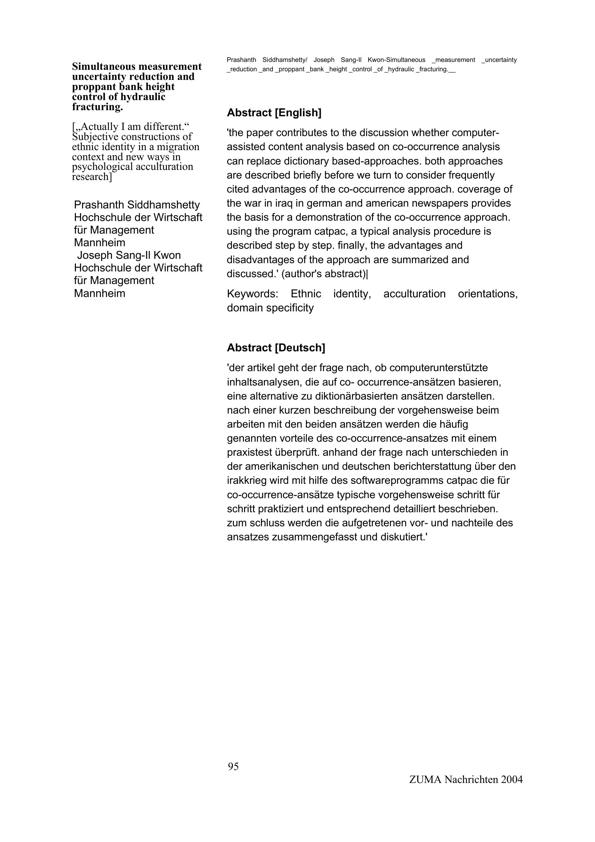 Simultaneous measurement
uncertainty reduction and
proppant bank height
control of hydraulic
fracturing.
[„Actually I am different.“
Subjective constructions of
ethnic identity in a migration
context and new ways in
psychological acculturation
research]
Prashanth Siddhamshetty
Hochschule der Wirtschaft
für Management
Mannheim
Joseph Sang-Il Kwon
Hochschule der Wirtschaft
für Management
Mannheim
Prashanth Siddhamshetty/ Joseph Sang-Il Kwon-Simultaneous _measurement _uncertainty
_reduction _and _proppant _bank _height _control _of _hydraulic _fracturing.__
Abstract [English]
'the paper contributes to the discussion whether computer-
assisted content analysis based on co-occurrence analysis
can replace dictionary based-approaches. both approaches
are described briefly before we turn to consider frequently
cited advantages of the co-occurrence approach. coverage of
the war in iraq in german and american newspapers provides
the basis for a demonstration of the co-occurrence approach.
using the program catpac, a typical analysis procedure is
described step by step. finally, the advantages and
disadvantages of the approach are summarized and
discussed.' (author's abstract)|
Keywords: Ethnic identity, acculturation orientations,
domain specificity
Abstract [Deutsch]
'der artikel geht der frage nach, ob computerunterstützte
inhaltsanalysen, die auf co- occurrence-ansätzen basieren,
eine alternative zu diktionärbasierten ansätzen darstellen.
nach einer kurzen beschreibung der vorgehensweise beim
arbeiten mit den beiden ansätzen werden die häufig
genannten vorteile des co-occurrence-ansatzes mit einem
praxistest überprüft. anhand der frage nach unterschieden in
der amerikanischen und deutschen berichterstattung über den
irakkrieg wird mit hilfe des softwareprogramms catpac die für
co-occurrence-ansätze typische vorgehensweise schritt für
schritt praktiziert und entsprechend detailliert beschrieben.
zum schluss werden die aufgetretenen vor- und nachteile des
ansatzes zusammengefasst und diskutiert.'
95
ZUMA Nachrichten 2004